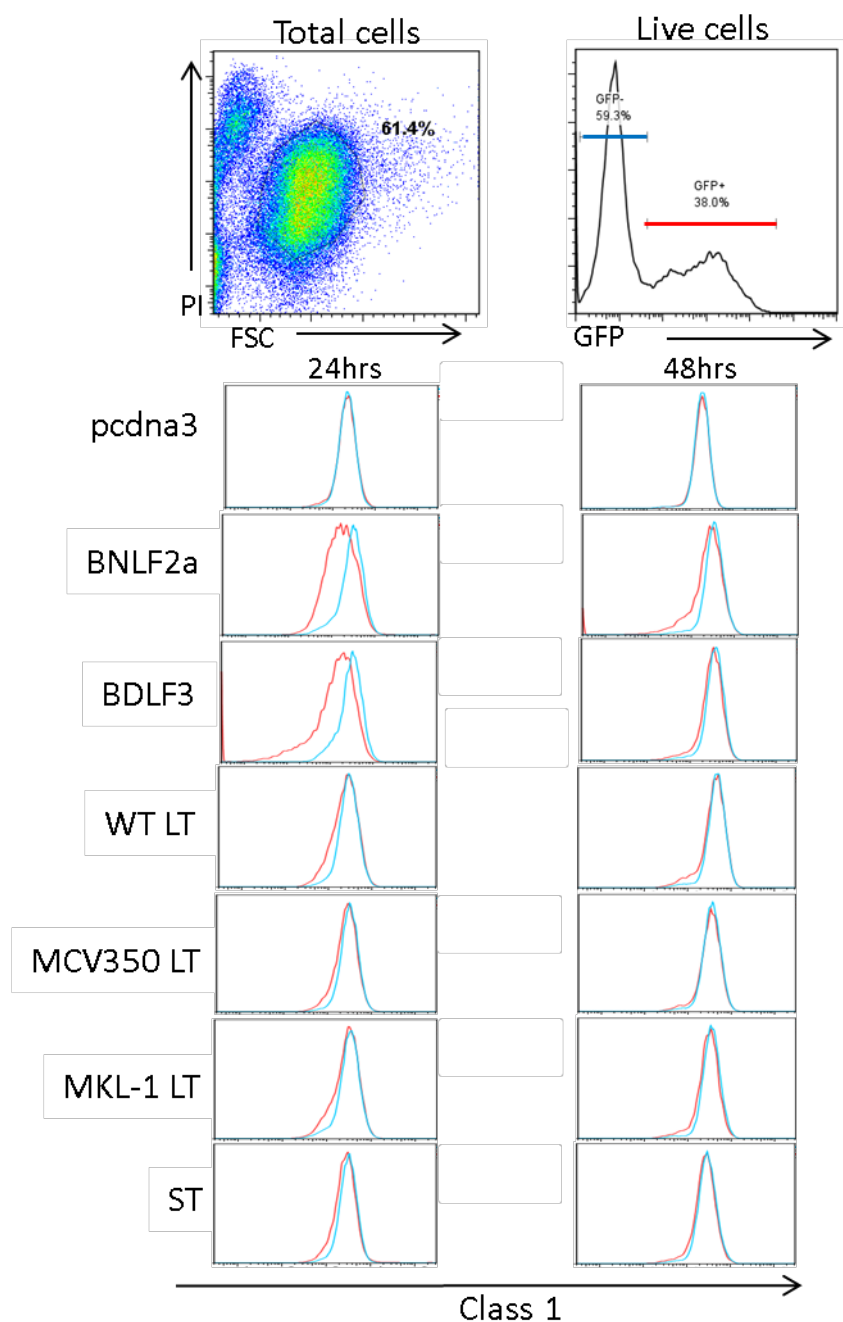 Total cells
Live cells
61.4%
PI
FSC
GFP-
59.3%
GFP+
38.0%
GFP
24hrs
48hrs
pcdna3
BNLF2a
BDLF3
WT LT
MCV350 LT
MKL-1 LT
ST
Class 1